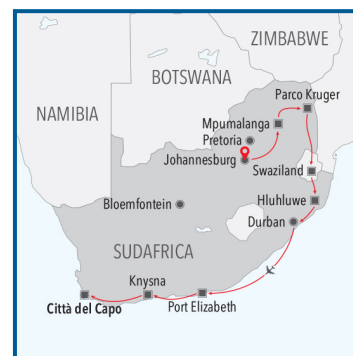 ZIMBABWE
BOTSWANA
NAMIBIA
Parco Kruger
Mpumalanga
Pretoria
Johannesburg
Swaziland
Hluhluwe
Bloemfontein
Durban
SUDAFRICA
Knysna
Città del Capo
Port Elizabeth